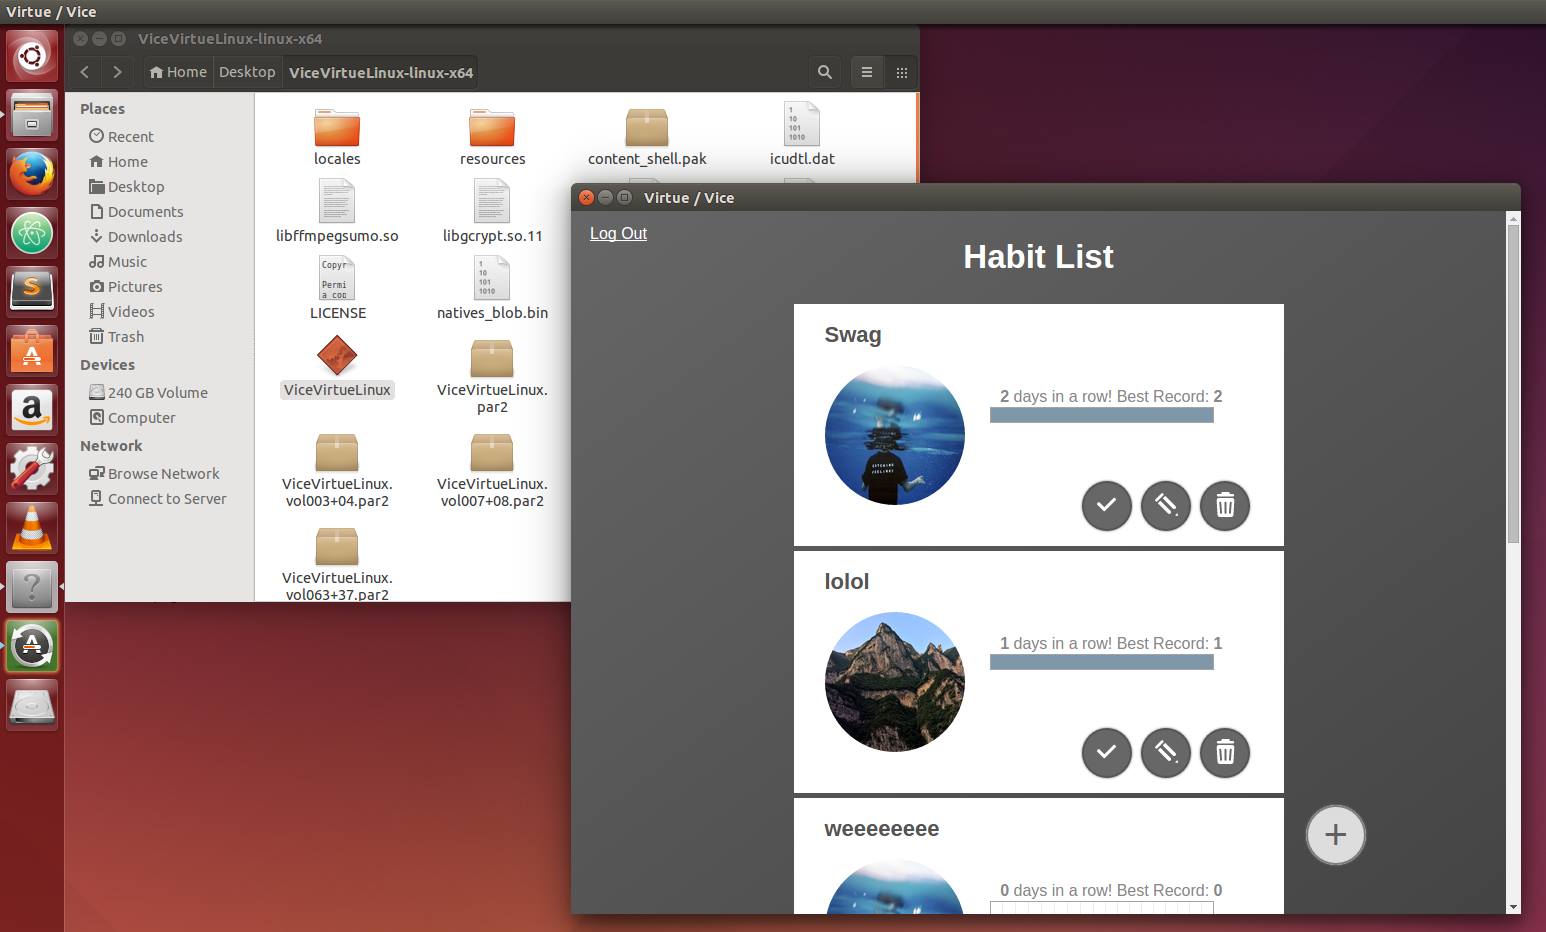 Virtue / Vice
ViceVirtueLinux-linux-x64
Home
Desktop
ViceVirtueLinux-linux-x64
Places
Recent
Home
Desktop
Documents
Downloads
Music
Pictures
Videos
Trash
Devices
240 GB Volume
Computer
Network
Browse Network
Connect to Server
locales
resources
content_shell.pak
icudtl.dat
libffmpegsumo.so
libgcrypt.so.11
LICENSE
natives_blob.bin
ViceVirtueLinux
ViceVirtueLinux.
par2
ViceVirtueLinux.
vol003+04.par2
ViceVirtueLinux.
vol007+08.par2
ViceVirtueLinux.
vol063+37.par2
Virtue / Vice
Log Out
Habit List
Swag
2 days in a row! Best Record: 2
lolol
1 days in a row! Best Record: 1
weeeeeeee
0 days in a row! Best Record: 0